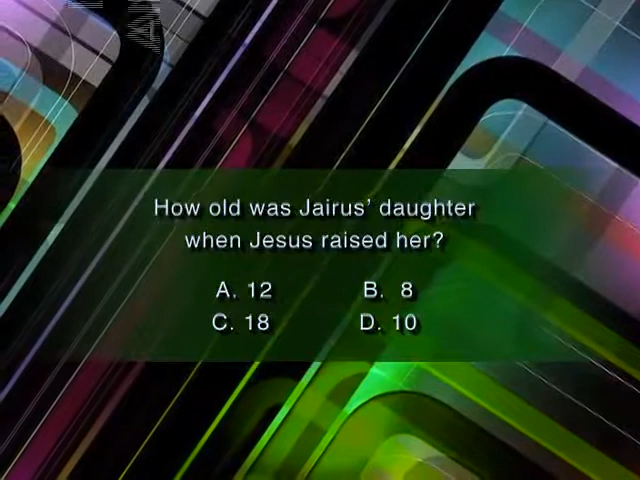 How old was Jairus' daughter
when Jesus raised her?
A. 12 B. 8
C. 18 D. 10